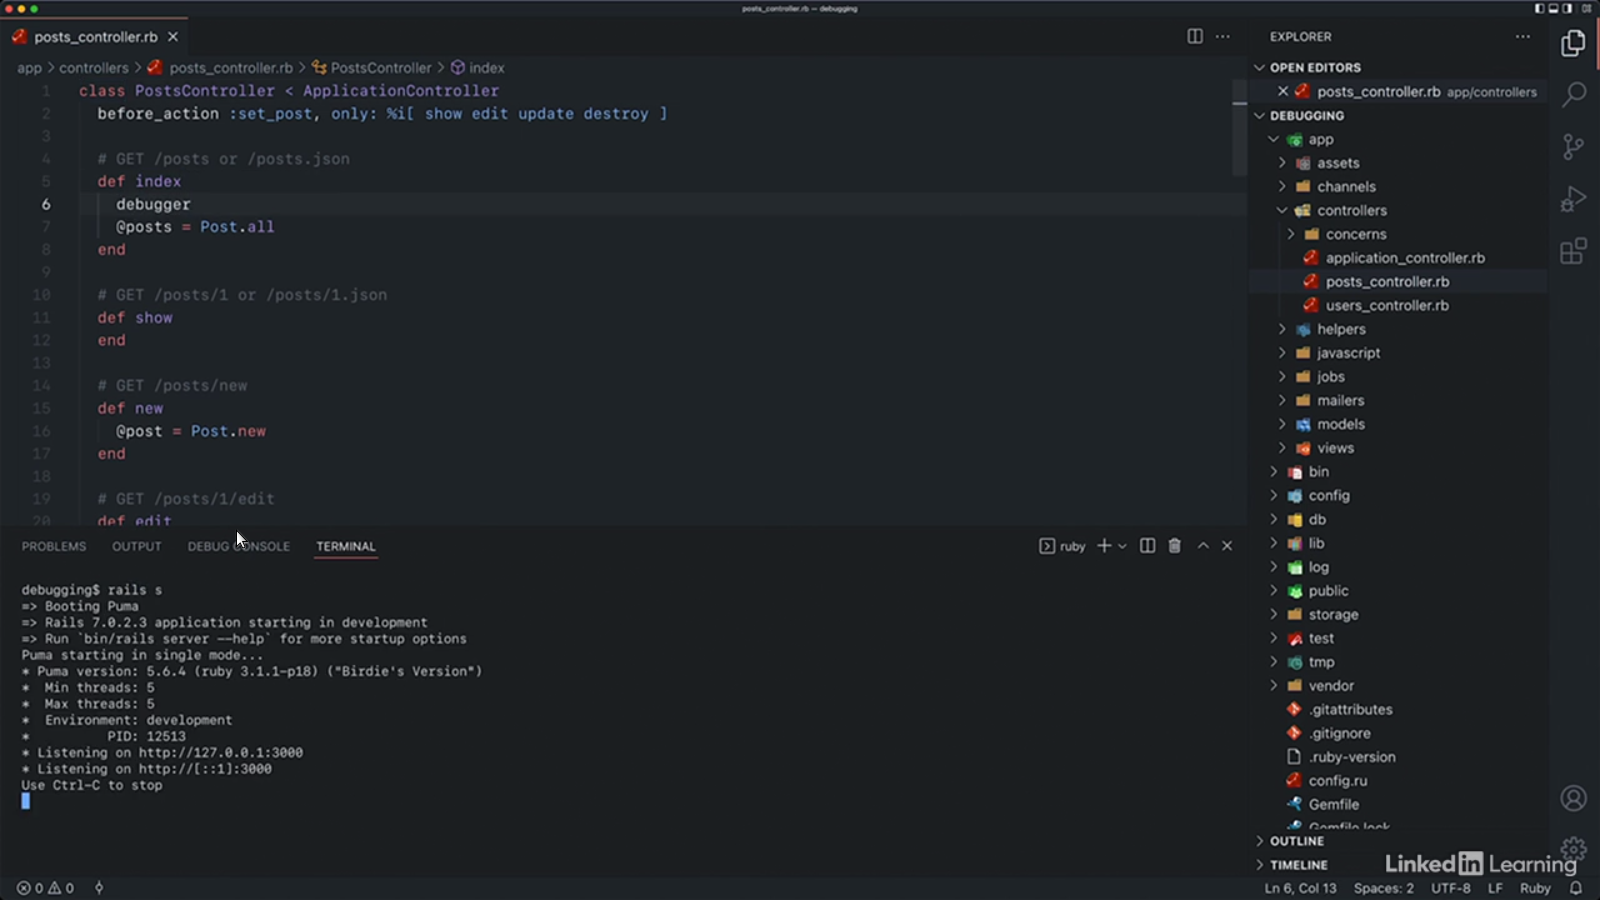 posts_controller.rb — debugging
posts_controller.rb
app > controllers > posts_controller.rb > PostsController > index
1 class PostsController < ApplicationController
2 before_action :set_post, only: %i[ show edit update destroy ]
3
4 # GET /posts or /posts.json
5 def index
6 debugger
7 @posts = Post.all
8 end
9
10 # GET /posts/1 or /posts/1.json
11 def show
12 end
13
14 # GET /posts/new
15 def new
16 @post = Post.new
17 end
18
19 # GET /posts/1/edit
20 def edit
PROBLEMS OUTPUT DEBUG CONSOLE TERMINAL
ruby
debugging$ rails s
=> Booting Puma
=> Rails 7.0.2.3 application starting in development
=> Run `bin/rails server --help` for more startup options
Puma starting in single mode...
* Puma version: 5.6.4 (ruby 3.1.1-p18) ("Birdie's Version")
* Min threads: 5
* Max threads: 5
* Environment: development
* PID: 12513
* Listening on http://127.0.0.1:3000
* Listening on http://[::1]:3000
Use Ctrl-C to stop
EXPLORER
OPEN EDITORS
posts_controller.rb app/controllers
DEBUGGING
app
assets
channels
controllers
concerns
application_controller.rb
posts_controller.rb
users_controller.rb
helpers
javascript
jobs
mailers
models
views
bin
config
db
lib
log
public
storage
test
tmp
vendor
.gitattributes
.gitignore
.ruby-version
config.ru
Gemfile
Gemfile.lock
OUTLINE
TIMELINE
LinkedIn Learning
0 0
Ln 6, Col 13 Spaces: 2 UTF-8 LF Ruby